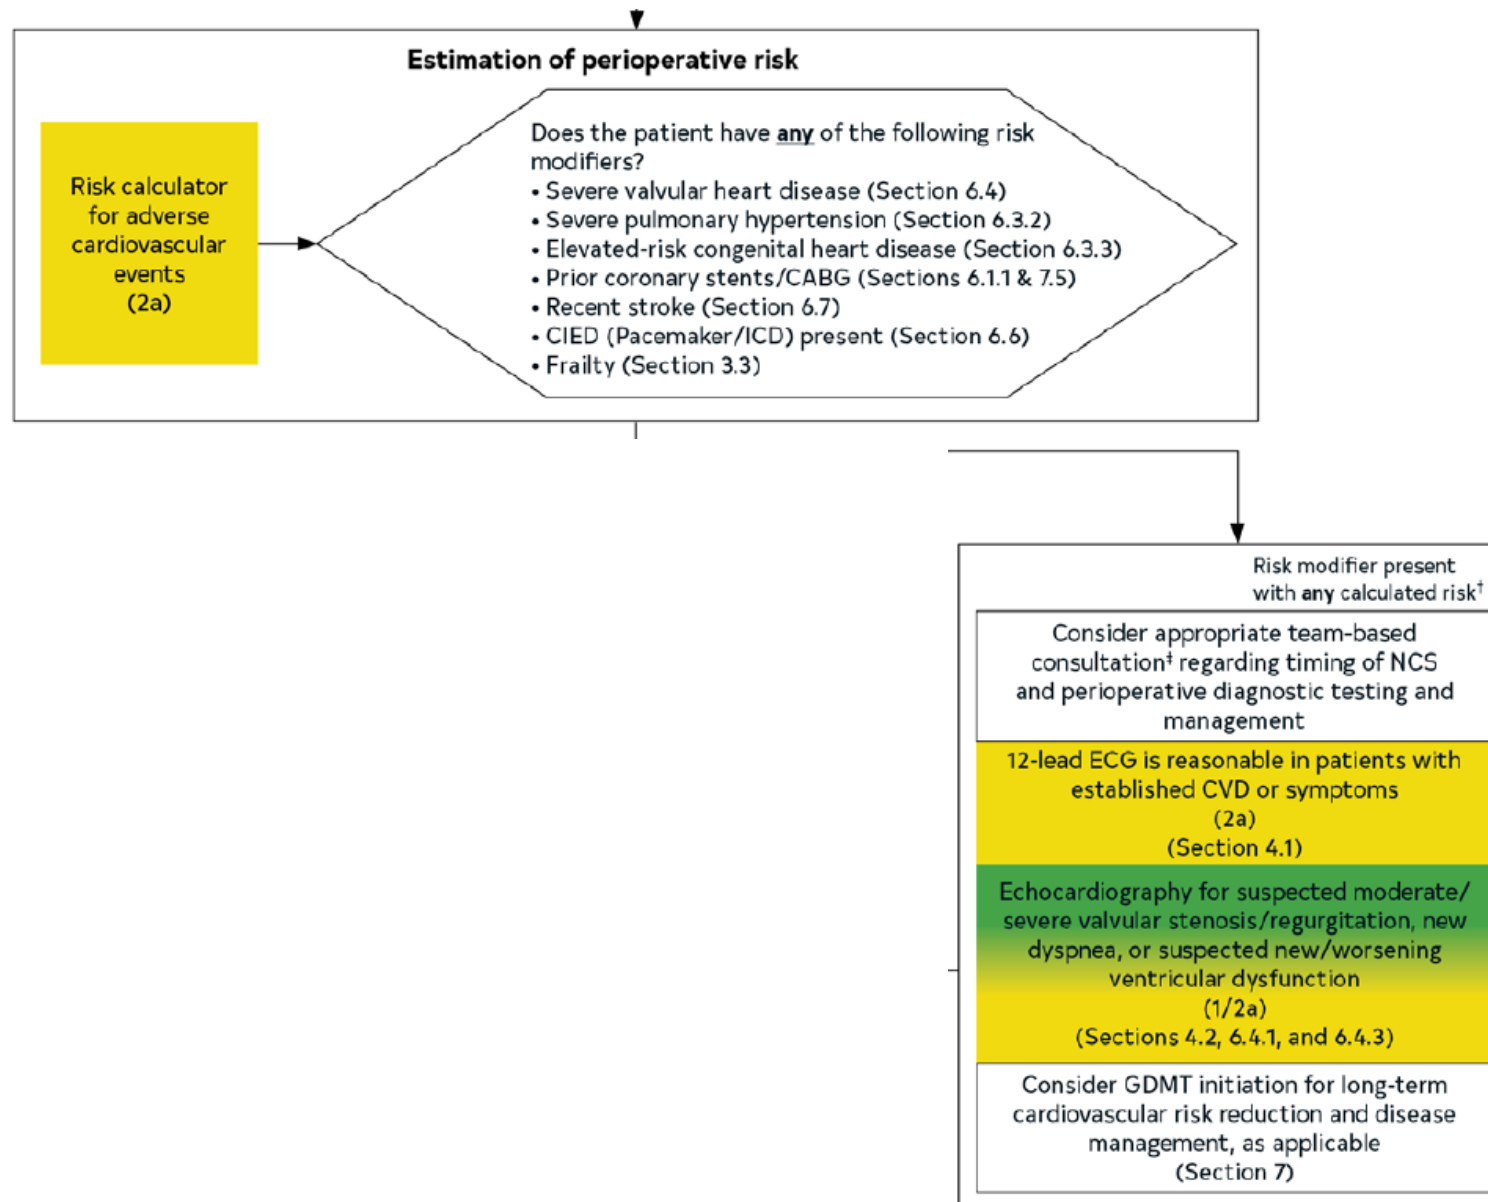 Estimation of perioperative risk
Risk calculator
for adverse
cardiovascular
events
(2a)
Does the patient have any of the following risk
modifiers?
• Severe valvular heart disease (Section 6.4)
• Severe pulmonary hypertension (Section 6.3.2)
• Elevated-risk congenital heart disease (Section 6.3.3)
• Prior coronary stents/CABG (Sections 6.1.1 & 7.5)
• Recent stroke (Section 6.7)
• CIED (Pacemaker/ICD) present (Section 6.6)
• Frailty (Section 3.3)
Risk modifier present
with any calculated risk†
Consider appropriate team-based
consultation‡ regarding timing of NCS
and perioperative diagnostic testing and
management
12-lead ECG is reasonable in patients with
established CVD or symptoms
(2a)
(Section 4.1)
Echocardiography for suspected moderate/
severe valvular stenosis/regurgitation, new
dyspnea, or suspected new/worsening
ventricular dysfunction
(1/2a)
(Sections 4.2, 6.4.1, and 6.4.3)
Consider GDMT initiation for long-term
cardiovascular risk reduction and disease
management, as applicable
(Section 7)